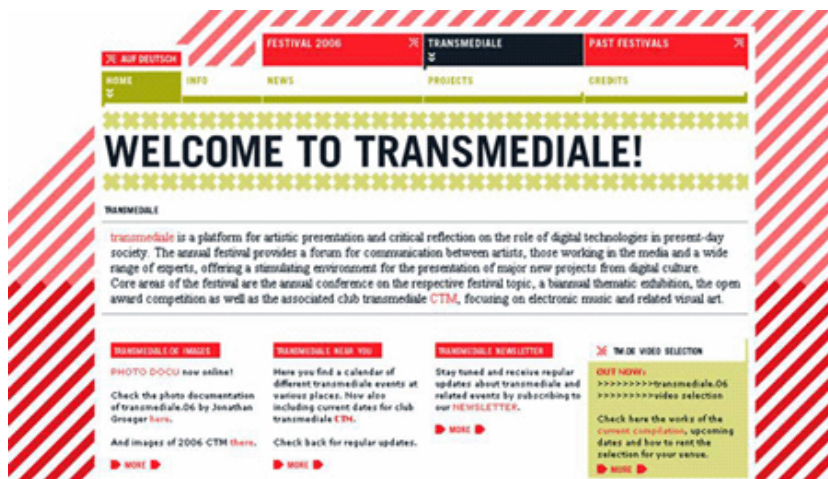 FESTIVAL 2006 TRANSMEDIALE PAST FESTIVALS
AUF DEUTSCH
HOME INFO NEWS PROJECTS CREDITS
WELCOME TO TRANSMEDIALE!
TRANSMEDIALE
transmediale is a platform for artistic presentation and critical reflection on the role of digital technologies in present-day
society. The annual festival provides a forum for communication between artists, those working in the media and a wide
range of experts, offering a stimulating environment for the presentation of major new projects from digital culture.
Core areas of the festival are the annual conference on the respective festival topic, a biannual thematic exhibition, the open
award competition as well as the associated club transmediale CTM, focusing on electronic music and related visual art.
TRANSMEDIALE.06 IMAGES
PHOTO DOCU now online!
Check the photo documentation
of transmediale.06 by Jonathan
Groeger here.
And images of 2006 CTM there.
MORE
TRANSMEDIALE NEAR YOU
Here you find a calendar of
different transmediale events at
various places. Now also
including current dates for club
transmediale CTM.
Check back for regular updates.
MORE
TRANSMEDIALE NEWSLETTER
Stay tuned and receive regular
updates about transmediale and
related events by subscribing to
our NEWSLETTER.
MORE
TM.06 VIDEO SELECTION
OUT NOW:
>>>>>>>>>transmediale.06
>>>>>>>>>video selection
Check here the works of the
current compilation, upcoming
dates and how to rent the
selection for your venue.
MORE